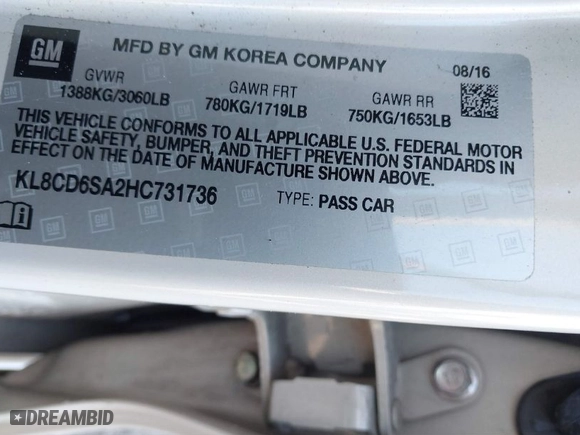 GM
MFD BY GM KOREA COMPANY
08/16
GVWR GAWR FRT GAWR RR
1388KG/3060LB 780KG/1719LB 750KG/1653LB
THIS VEHICLE CONFORMS TO ALL APPLICABLE U.S. FEDERAL MOTOR
VEHICLE SAFETY, BUMPER, AND THEFT PREVENTION STANDARDS IN
EFFECT ON THE DATE OF MANUFACTURE SHOWN ABOVE.
KL8CD6SA2HC731736
TYPE: PASS CAR
DREAMBID